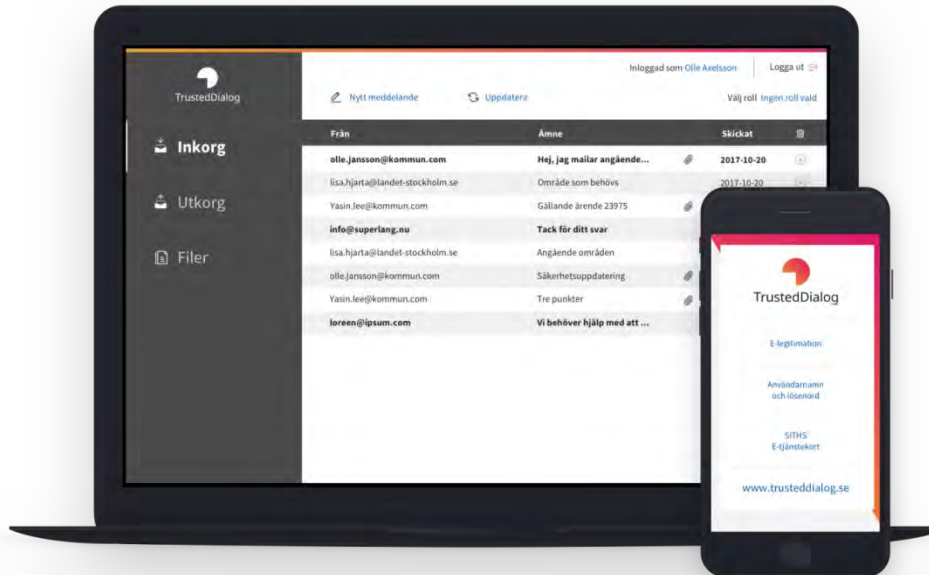 TrustedDialog
Inloggad som Olle Axelsson
Logga ut
Nytt meddelande
Uppdatera
Välj roll Ingen roll vald
Inkorg
Utkorg
Filer
Från Ämne Skickat
olle.jansson@kommun.com Hej, jag mailar angående... 2017-10-20
lisa.hjarta@landet-stockholm.se Område som behövs 2017-10-20
Yasin.lee@kommun.com Gällande ärende 23975
info@superlang.nu Tack för ditt svar
lisa.hjarta@landet-stockholm.se Angående områden
olle.jansson@kommun.com Säkerhetsuppdatering
Yasin.lee@kommun.com Tre punkter
loreen@ipsum.com Vi behöver hjälp med att ...
TrustedDialog
E-legitimation
Användarnamn
och lösenord
SITHS
E-tjänstekort
www.trusteddialog.se